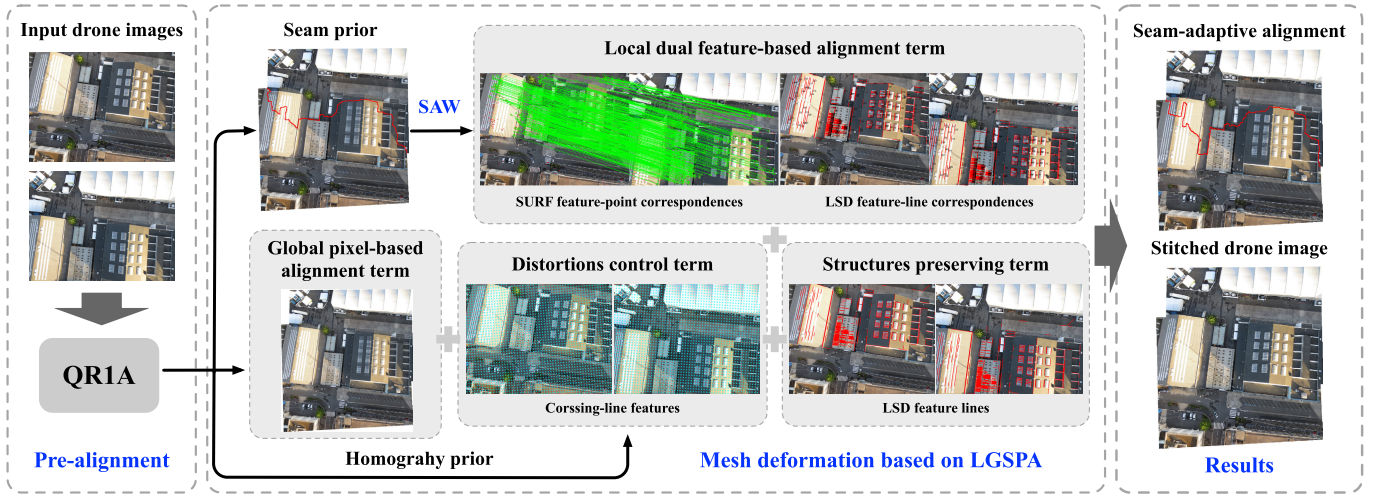 Input drone images
QR1A
Pre-alignment
Seam prior
SAW
Local dual feature-based alignment term
SURF feature-point correspondences
LSD feature-line correspondences
Global pixel-based
alignment term
Distortions control term
Corssing-line features
Structures preserving term
LSD feature lines
Homograhy prior
Mesh deformation based on LGSPA
Seam-adaptive alignment
Stitched drone image
Results